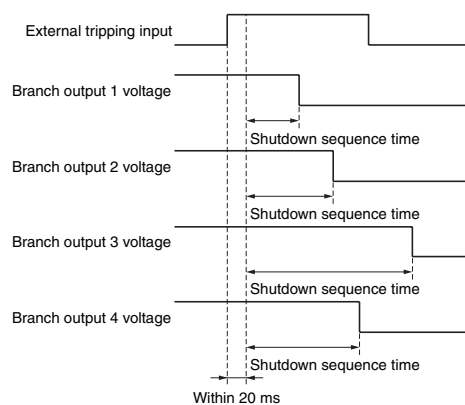 External tripping input
Branch output 1 voltage
Shutdown sequence time
Branch output 2 voltage
Shutdown sequence time
Branch output 3 voltage
Shutdown sequence time
Branch output 4 voltage
Shutdown sequence time
Within 20 ms